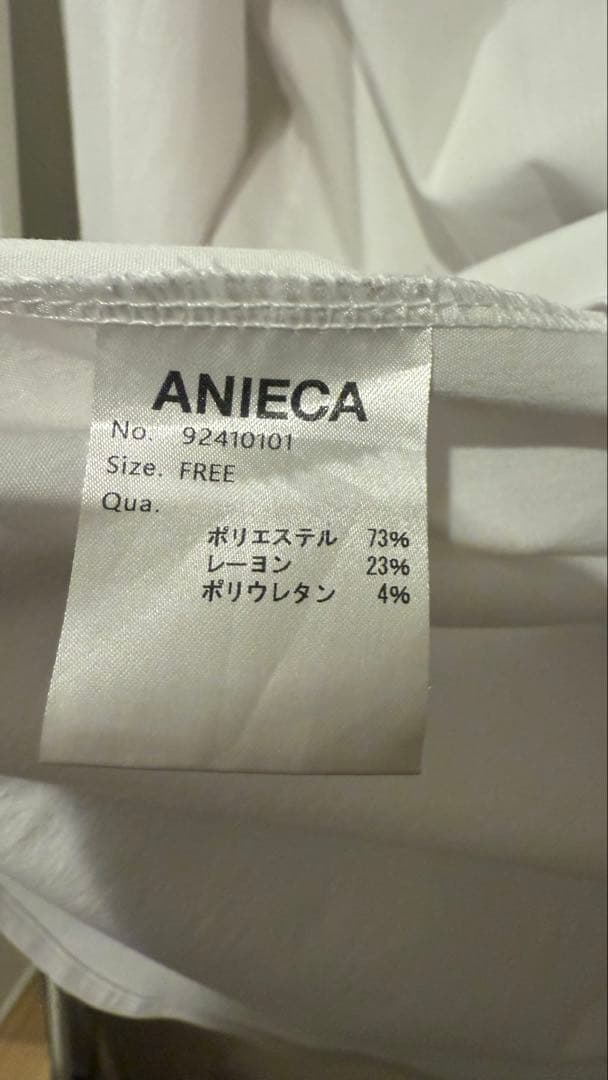 ANIECA
No. 92410101
Size. FREE
Qua.
ポリエステル 73%
レーヨン 23%
ポリウレタン 4%